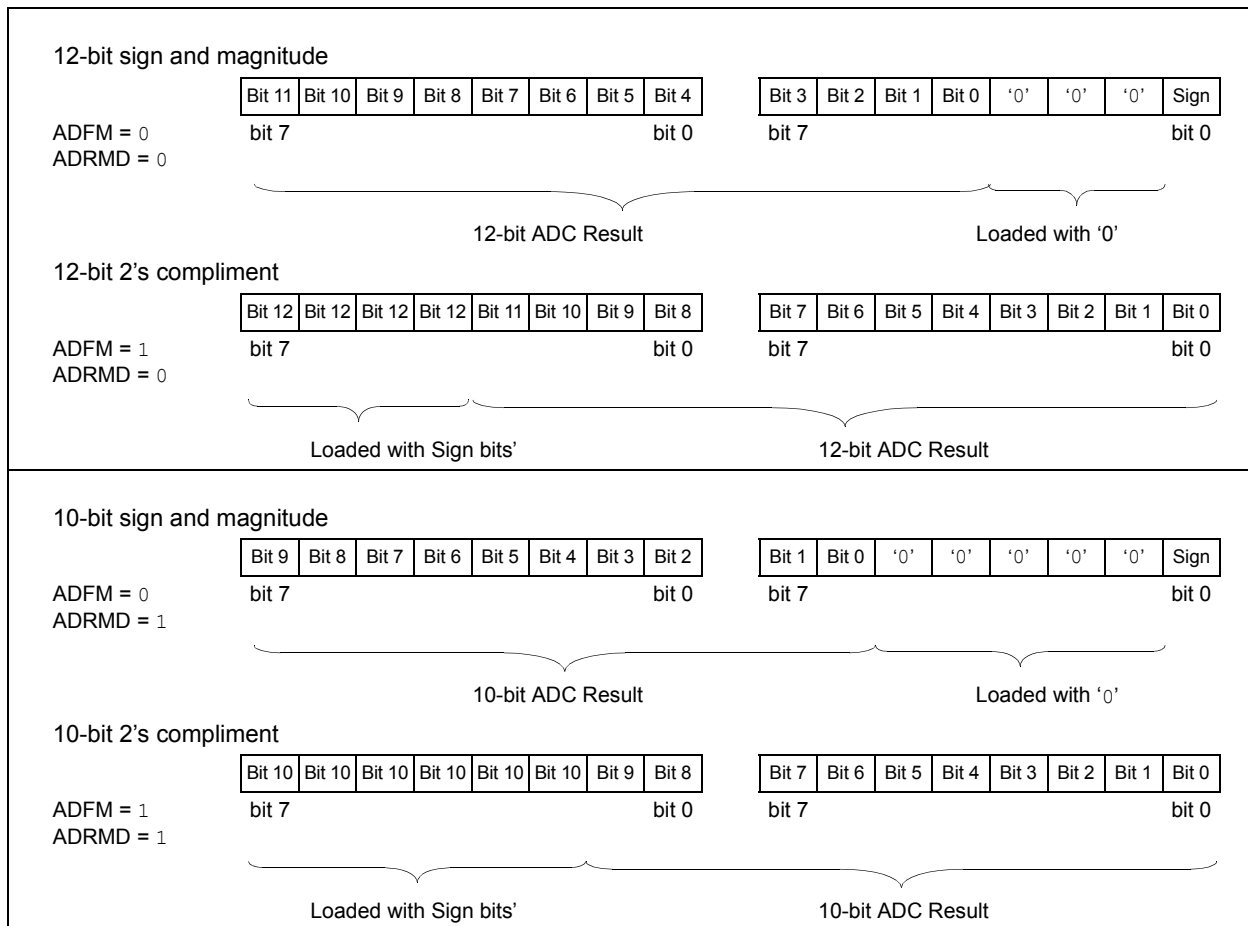 12-bit sign and magnitude
Bit 11 Bit 10 Bit 9 Bit 8 Bit 7 Bit 6 Bit 5 Bit 4 Bit 3 Bit 2 Bit 1 Bit 0 ‘0’ ‘0’ ‘0’ Sign
ADFM = 0 bit 7 bit 0 bit 7 bit 0
ADRMD = 0
12-bit ADC Result Loaded with ‘0’
12-bit 2’s compliment
Bit 12 Bit 12 Bit 12 Bit 12 Bit 11 Bit 10 Bit 9 Bit 8 Bit 7 Bit 6 Bit 5 Bit 4 Bit 3 Bit 2 Bit 1 Bit 0
ADFM = 1 bit 7 bit 0 bit 7 bit 0
ADRMD = 0
Loaded with Sign bits’ 12-bit ADC Result
10-bit sign and magnitude
Bit 9 Bit 8 Bit 7 Bit 6 Bit 5 Bit 4 Bit 3 Bit 2 Bit 1 Bit 0 ‘0’ ‘0’ ‘0’ ‘0’ ‘0’ Sign
ADFM = 0 bit 7 bit 0 bit 7 bit 0
ADRMD = 1
10-bit ADC Result Loaded with ‘0’
10-bit 2’s compliment
Bit 10 Bit 10 Bit 10 Bit 10 Bit 10 Bit 10 Bit 9 Bit 8 Bit 7 Bit 6 Bit 5 Bit 4 Bit 3 Bit 2 Bit 1 Bit 0
ADFM = 1 bit 7 bit 0 bit 7 bit 0
ADRMD = 1
Loaded with Sign bits’ 10-bit ADC Result